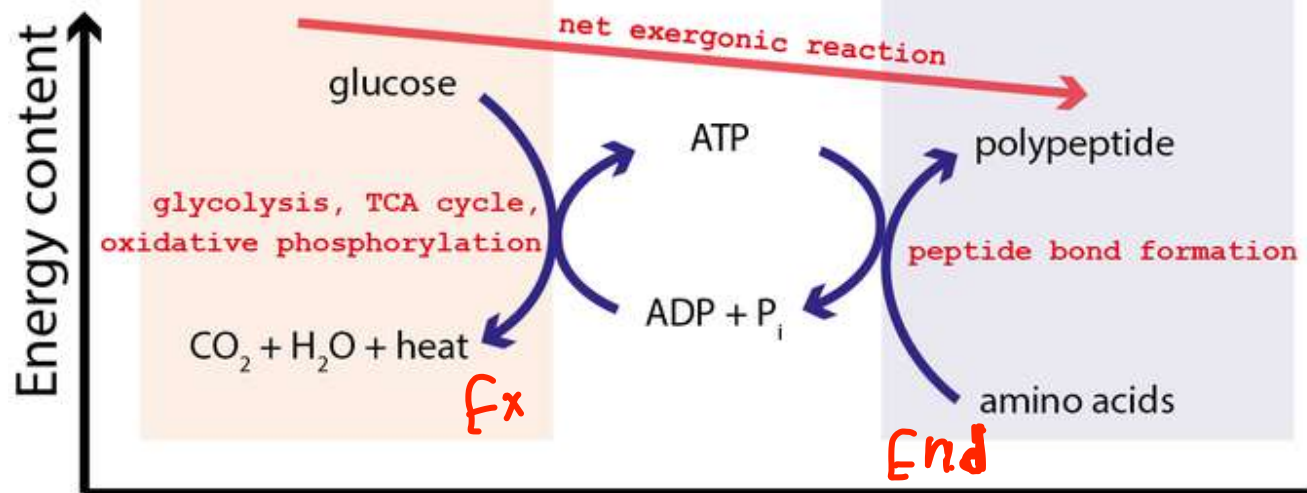 net exergonic reaction
Energy content
glucose
ATP
polypeptide
glycolysis, TCA cycle,
oxidative phosphorylation
peptide bond formation
ADP + Pi
CO2 + H2O + heat
Ex
amino acids
End